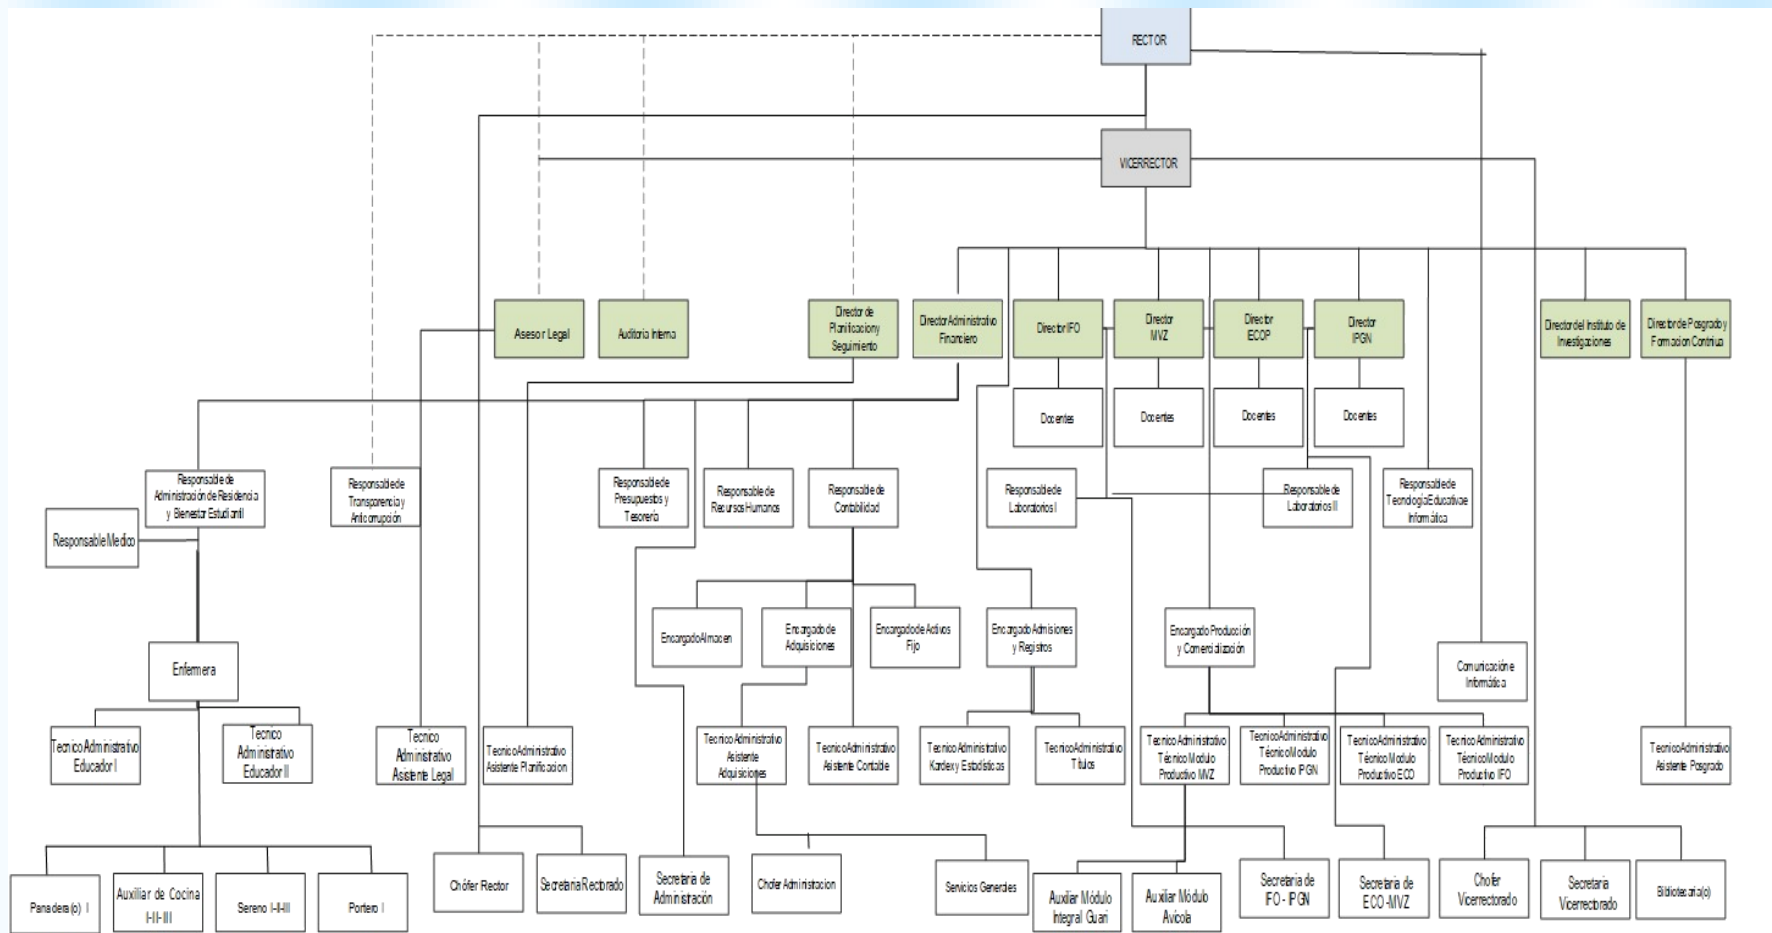 RECTOR
VICERRECTOR
Asesor Legal
Auditoria Interna
Director de
Planificacion y
Seguimiento
Director Administrativo
Financiero
Director IFO
Director
MVZ
Director
IECOP
Director
IPGN
Director del Instituto de
Investigaciones
Director de Posgrado y
Formacion Continua
Docentes
Docentes
Docentes
Docentes
Responsable de
Administración de Residencia
y Bienestar Estudiantil
Responsable de
Transparencia y
Anticorrupción
Responsable de
Presupuestos y
Tesorería
Responsable de
Recursos Humanos
Responsable de
Contabilidad
Responsable de
Laboratorios I
Responsable de
Laboratorios II
Responsable de
Tecnología Educativa e
Informática
Responsable Medico
Encargado Almacen
Encargado de
Adquisiciones
Encargado de Activos
Fijo
Encargado Admisiones
y Registros
Encargado Producción
y Comercialización
Enfermera
Comunicación e
Informática
Tecnico Administrativo
Educador I
Tecnico
Administrativo
Educador II
Tecnico
Administrativo
Asistente Legal
Tecnico Administrativo
Asistente Planificacion
Tecnico Administrativo
Asistente
Adquisiciones
Tecnico Administrativo
Asistente Contable
Tecnico Administrativo
Kardex y Estadísticas
Tecnico Administrativo
Títulos
Tecnico Administrativo
Técnico Modulo
Productivo MVZ
Tecnico Administrativo
Técnico Modulo
Productivo IPGN
Tecnico Administrativo
Técnico Modulo
Productivo ECO
Tecnico Administrativo
Técnico Modulo
Productivo IFO
Tecnico Administrativo
Asistente Posgrado
Panadera(o) I
Auxiliar de Cocina
I-II-III
Sereno I-II-III
Portero I
Chófer Rector
Secretaria Rectorado
Secretaria de
Administración
Chofer Administracion
Servicios Generales
Auxiliar Módulo
Integral Guari
Auxiliar Módulo
Avícola
Secretaria de
IFO - IPGN
Secretaria de
ECO -MVZ
Chofer
Vicerrectorado
Secretaria
Vicerrectorado
Bibliotecaria(o)